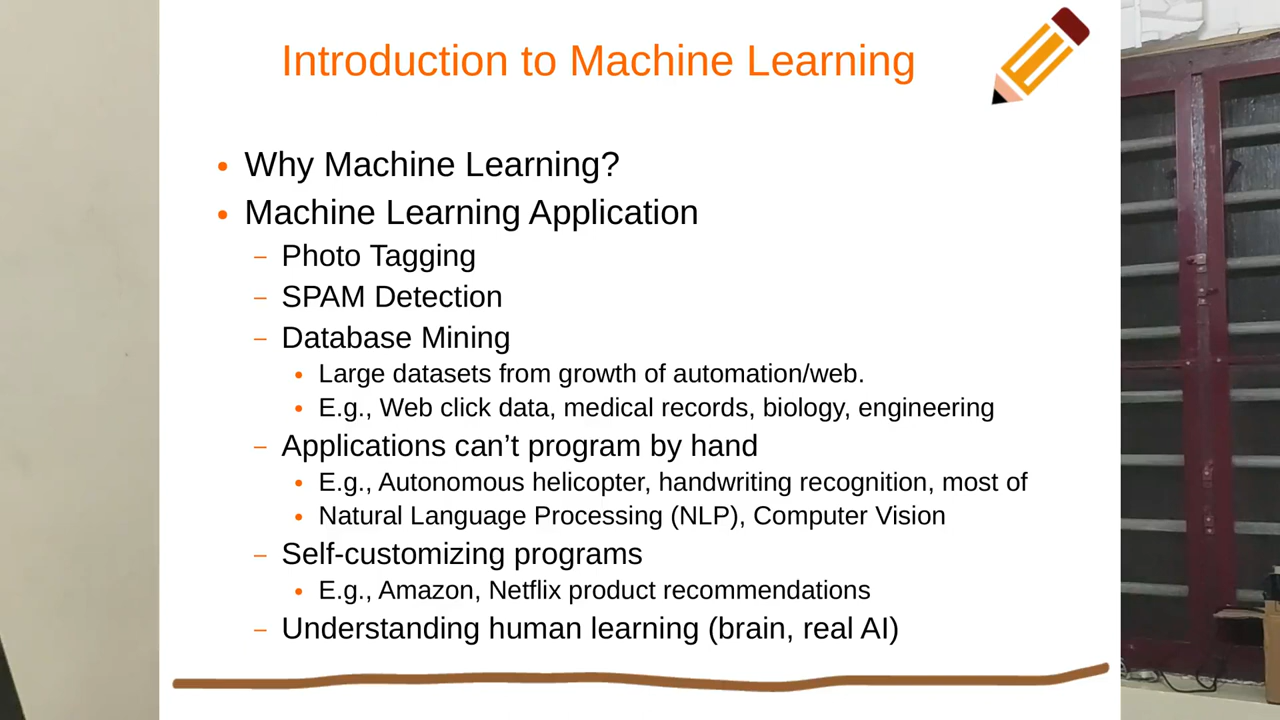 Introduction to Machine Learning
• Why Machine Learning?
• Machine Learning Application
– Photo Tagging
– SPAM Detection
– Database Mining
• Large datasets from growth of automation/web.
• E.g., Web click data, medical records, biology, engineering
– Applications can’t program by hand
• E.g., Autonomous helicopter, handwriting recognition, most of
• Natural Language Processing (NLP), Computer Vision
– Self-customizing programs
• E.g., Amazon, Netflix product recommendations
– Understanding human learning (brain, real AI)